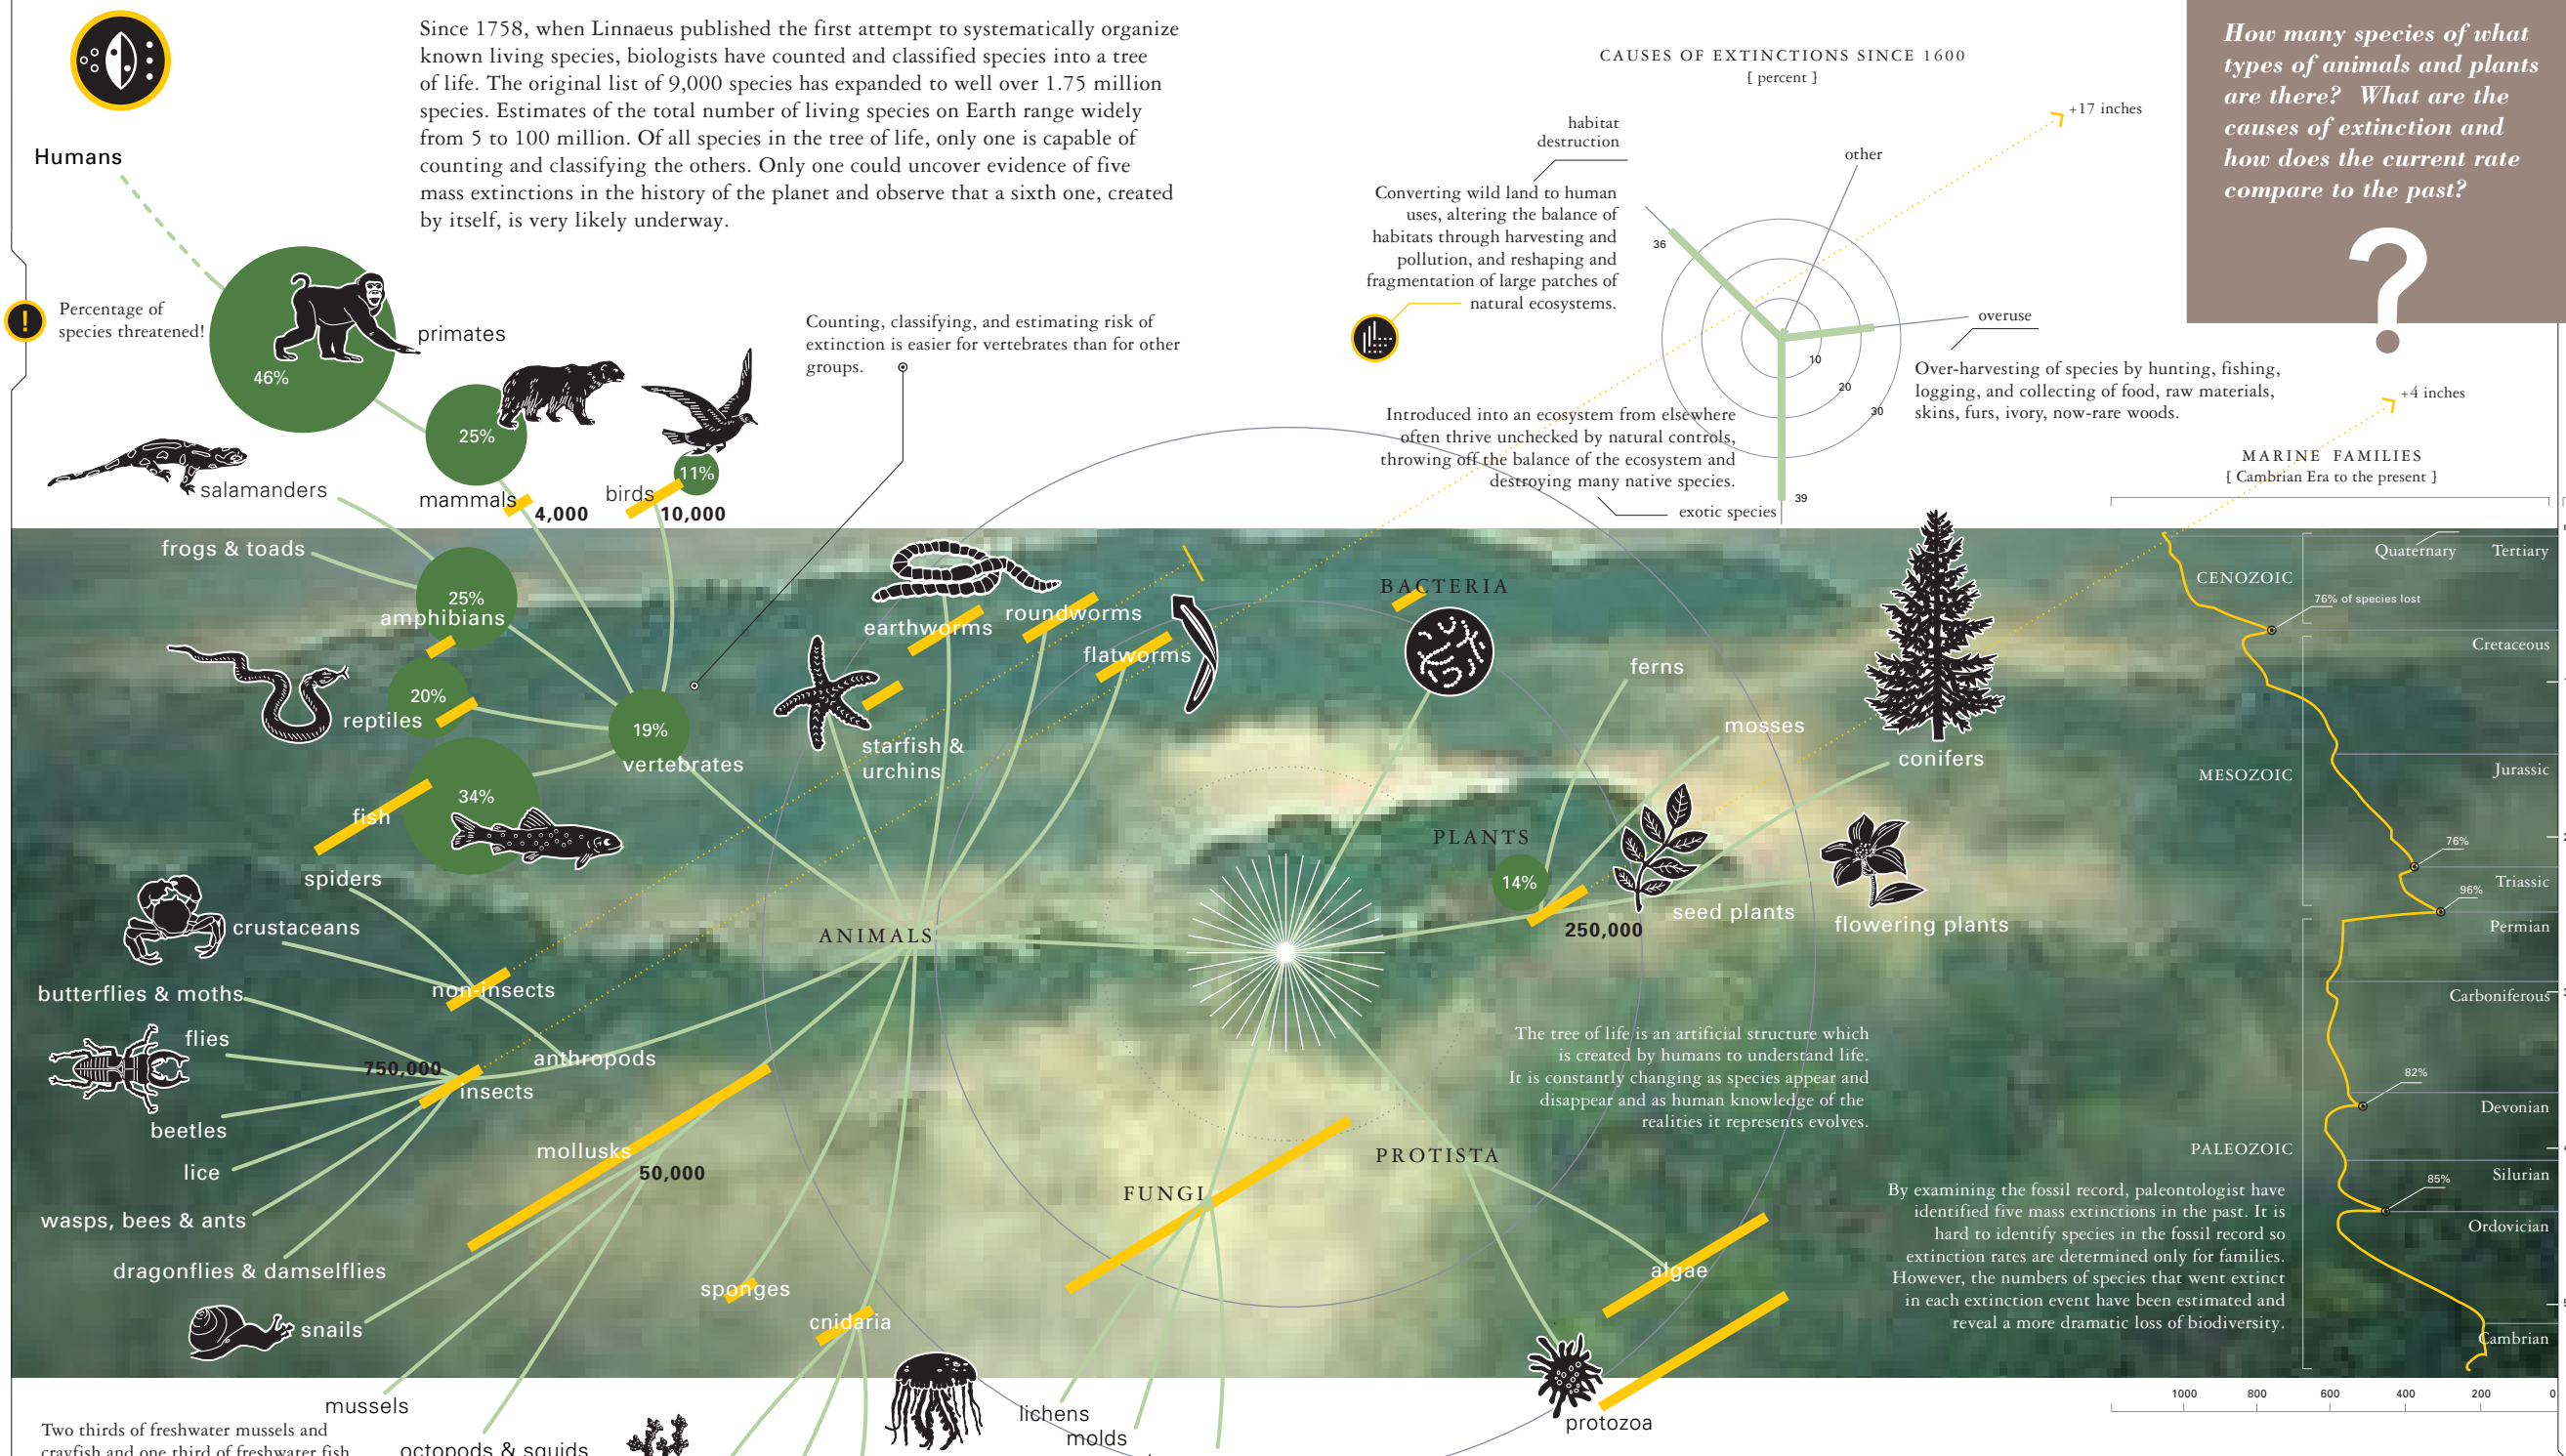 Since 1758, when Linnaeus published the first attempt to systematically organize
known living species, biologists have counted and classified species into a tree
of life. The original list of 9,000 species has expanded to well over 1.75 million
species. Estimates of the total number of living species on Earth range widely
from 5 to 100 million. Of all species in the tree of life, only one is capable of
counting and classifying the others. Only one could uncover evidence of five
mass extinctions in the history of the planet and observe that a sixth one, created
by itself, is very likely underway.
How many species of what
types of animals and plants
are there? What are the
causes of extinction and
how does the current rate
compare to the past?
?
CAUSES OF EXTINCTIONS SINCE 1600
[ percent ]
+17 inches
habitat
destruction
other
Converting wild land to human
uses, altering the balance of
habitats through harvesting and
pollution, and reshaping and
fragmentation of large patches of
natural ecosystems.
36
overuse
10
20
30
39
Over-harvesting of species by hunting, fishing,
logging, and collecting of food, raw materials,
skins, furs, ivory, now-rare woods.
Introduced into an ecosystem from elsewhere
often thrive unchecked by natural controls,
throwing off the balance of the ecosystem and
destroying many native species.
exotic species
+4 inches
Humans
!
Percentage of
species threatened!
46%
primates
Counting, classifying, and estimating risk of
extinction is easier for vertebrates than for other
groups.
25%
11%
salamanders
mammals
4,000
birds
10,000
frogs & toads
25%
amphibians
20%
reptiles
19%
vertebrates
34%
fish
earthworms
roundworms
flatworms
starfish &
urchins
BACTERIA
ferns
mosses
conifers
PLANTS
14%
250,000
seed plants
flowering plants
spiders
crustaceans
ANIMALS
non-insects
butterflies & moths
flies
750,000
anthropods
insects
beetles
lice
mollusks
50,000
wasps, bees & ants
dragonflies & damselflies
snails
mussels
octopods & squids
sponges
cnidaria
FUNGI
lichens
molds
PROTISTA
algae
protozoa
The tree of life is an artificial structure which
is created by humans to understand life.
It is constantly changing as species appear and
disappear and as human knowledge of the
realities it represents evolves.
By examining the fossil record, paleontologist have
identified five mass extinctions in the past. It is
hard to identify species in the fossil record so
extinction rates are determined only for families.
However, the numbers of species that went extinct
in each extinction event have been estimated and
reveal a more dramatic loss of biodiversity.
MARINE FAMILIES
[ Cambrian Era to the present ]
Quaternary
Tertiary
CENOZOIC
76% of species lost
Cretaceous
MESOZOIC
Jurassic
76%
Triassic
96%
Permian
Carboniferous
82%
Devonian
PALEOZOIC
Silurian
85%
Ordovician
Cambrian
1000 800 600 400 200 0
Two thirds of freshwater mussels and
crayfish and one third of freshwater fish